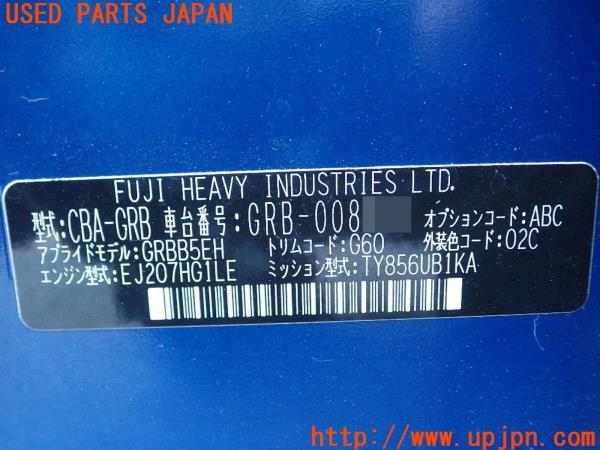 USED PARTS JAPAN
FUJI HEAVY INDUSTRIES LTD.
型式:CBA-GRB 車台番号:GRB-008 オプションコード:ABC
アプライドモデル:GRBB5EH トリムコード:G60 外装色コード:02C
エンジン型式:EJ207HG1LE ミッション型式:TY856UB1KA
http://www.upjpn.com/